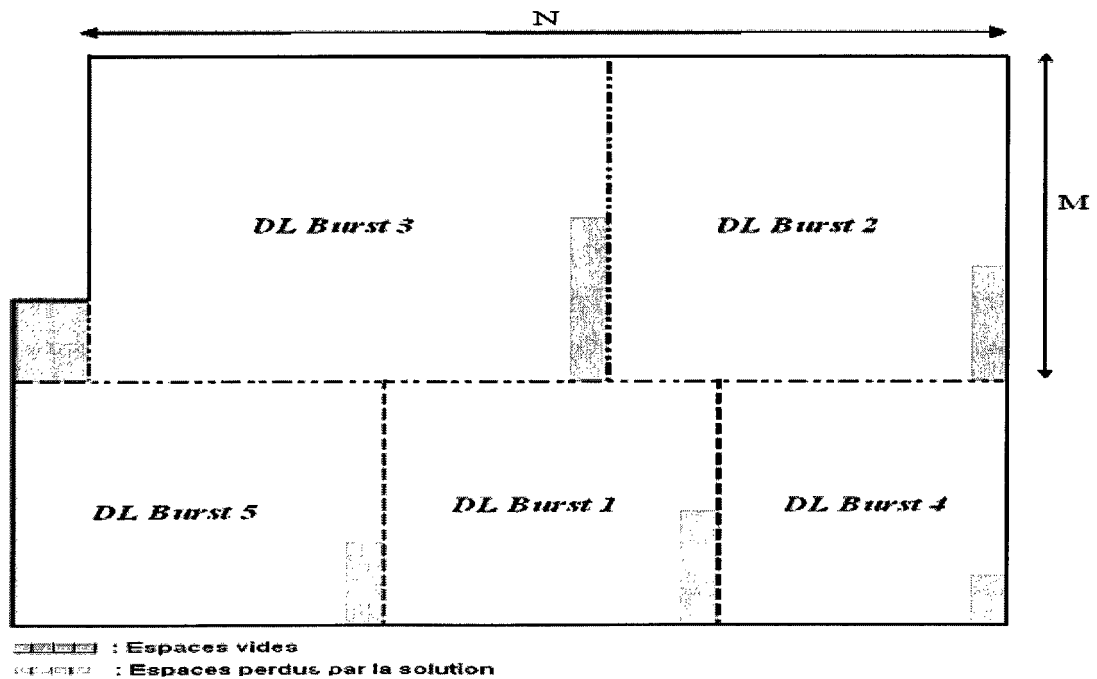 N
M
DL Burst 3
DL Burst 2
DL Burst 5
DL Burst 1
DL Burst 4
: Espaces vides
: Espaces perdus par la solution